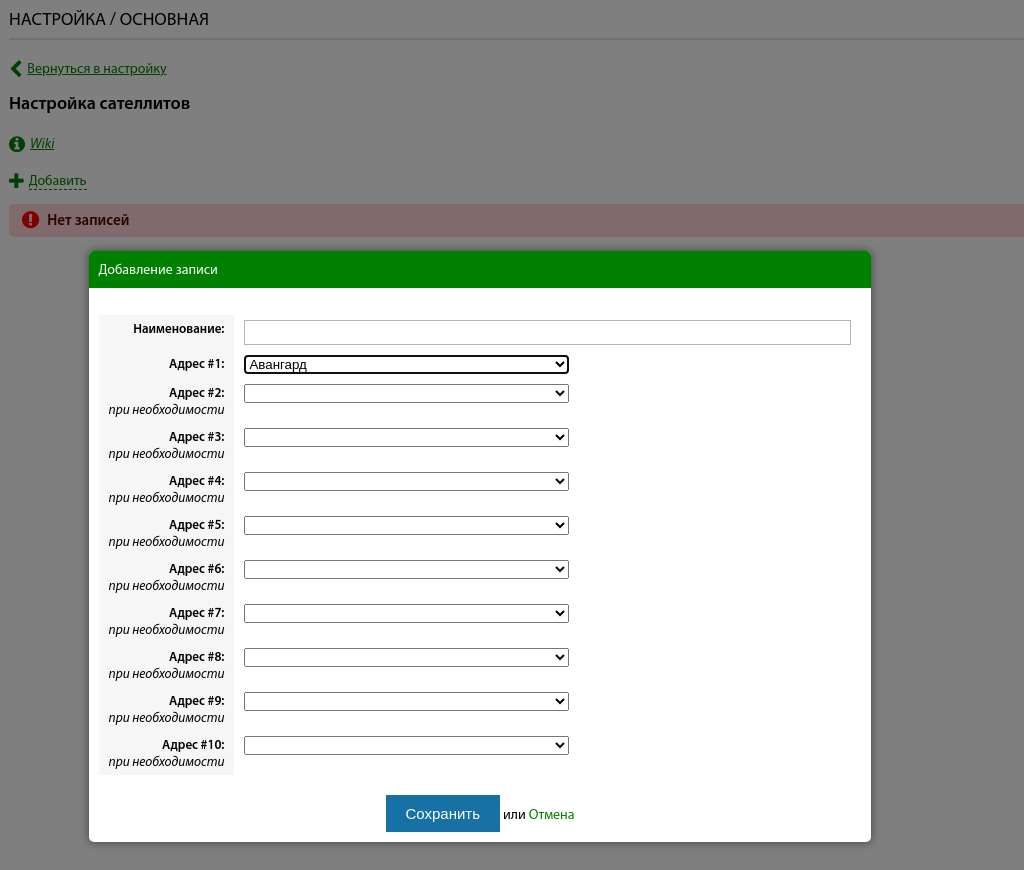 НАСТРОЙКА / ОСНОВНАЯ
Вернуться в настройку
Настройка сателлитов
Wiki
Добавить
Нет записей
Добавление записи
Наименование:
Адрес #1: Авангард
Адрес #2:
при необходимости
Адрес #3:
при необходимости
Адрес #4:
при необходимости
Адрес #5:
при необходимости
Адрес #6:
при необходимости
Адрес #7:
при необходимости
Адрес #8:
при необходимости
Адрес #9:
при необходимости
Адрес #10:
при необходимости
Сохранить или Отмена